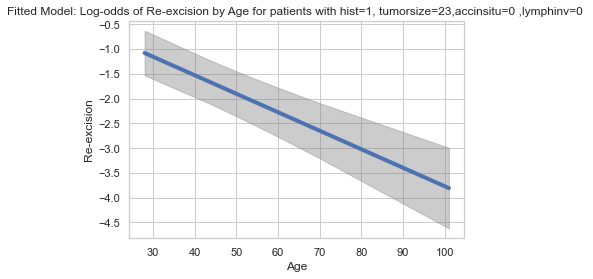 Fitted Model: Log-odds of Re-excision by Age for patients with hist=1, tumorsize=23,accinsitu=0 ,lymphinv=0
−0.5
−1.0
−1.5
−2.0
−2.5
−3.0
−3.5
−4.0
−4.5
Re-excision
30 40 50 60 70 80 90 100
Age